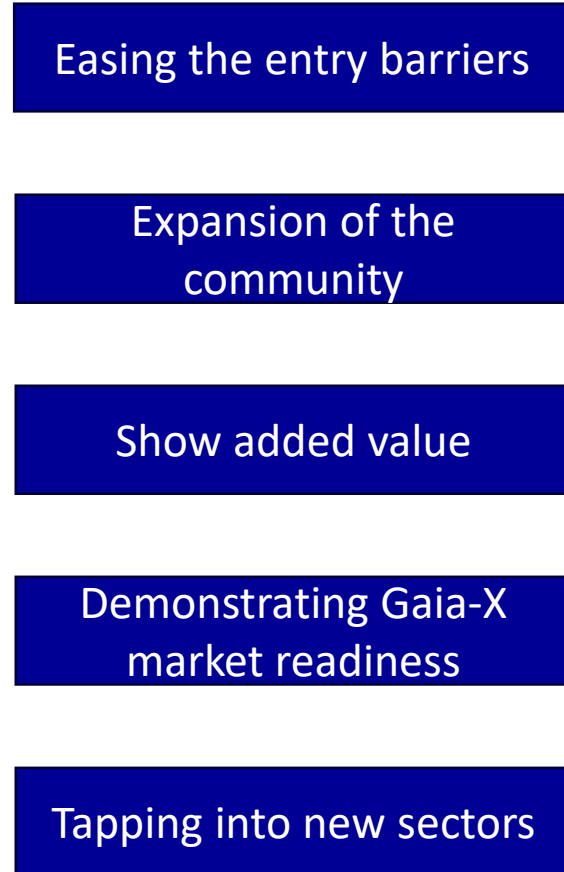 Easing the entry barriers
Expansion of the
community
Show added value
Demonstrating Gaia-X
market readiness
Tapping into new sectors